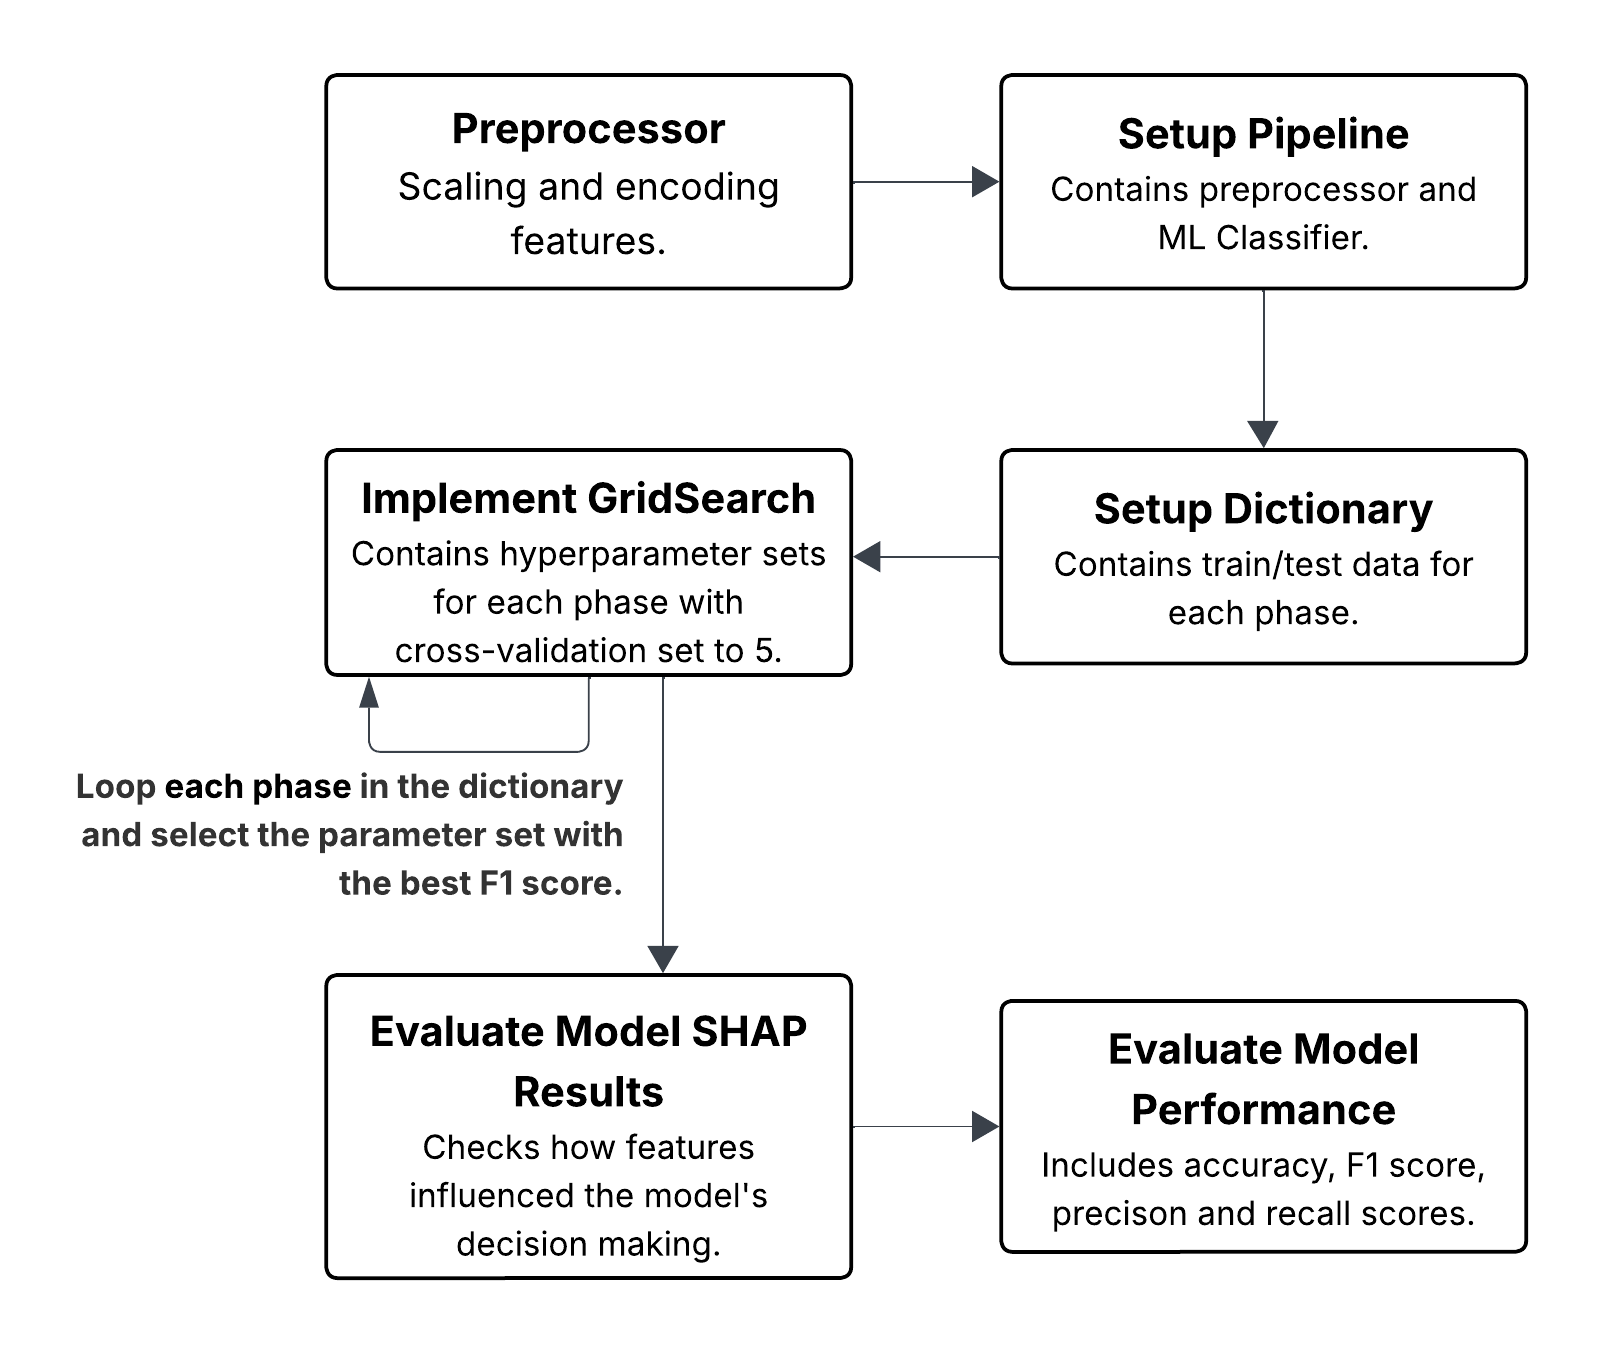 Preprocessor
Scaling and encoding
features.
Setup Pipeline
Contains preprocessor and
ML Classifier.
Setup Dictionary
Contains train/test data for
each phase.
Implement GridSearch
Contains hyperparameter sets
for each phase with
cross-validation set to 5.
Loop each phase in the dictionary
and select the parameter set with
the best F1 score.
Evaluate Model SHAP
Results
Checks how features
influenced the model's
decision making.
Evaluate Model
Performance
Includes accuracy, F1 score,
precison and recall scores.